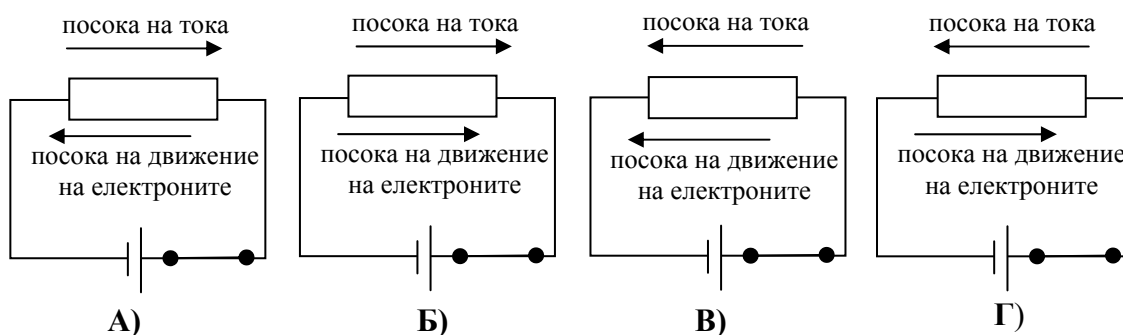 посока на тока
посока на движение
на електроните
А)
посока на тока
посока на движение
на електроните
Б)
посока на тока
посока на движение
на електроните
В)
посока на тока
посока на движение
на електроните
Г)